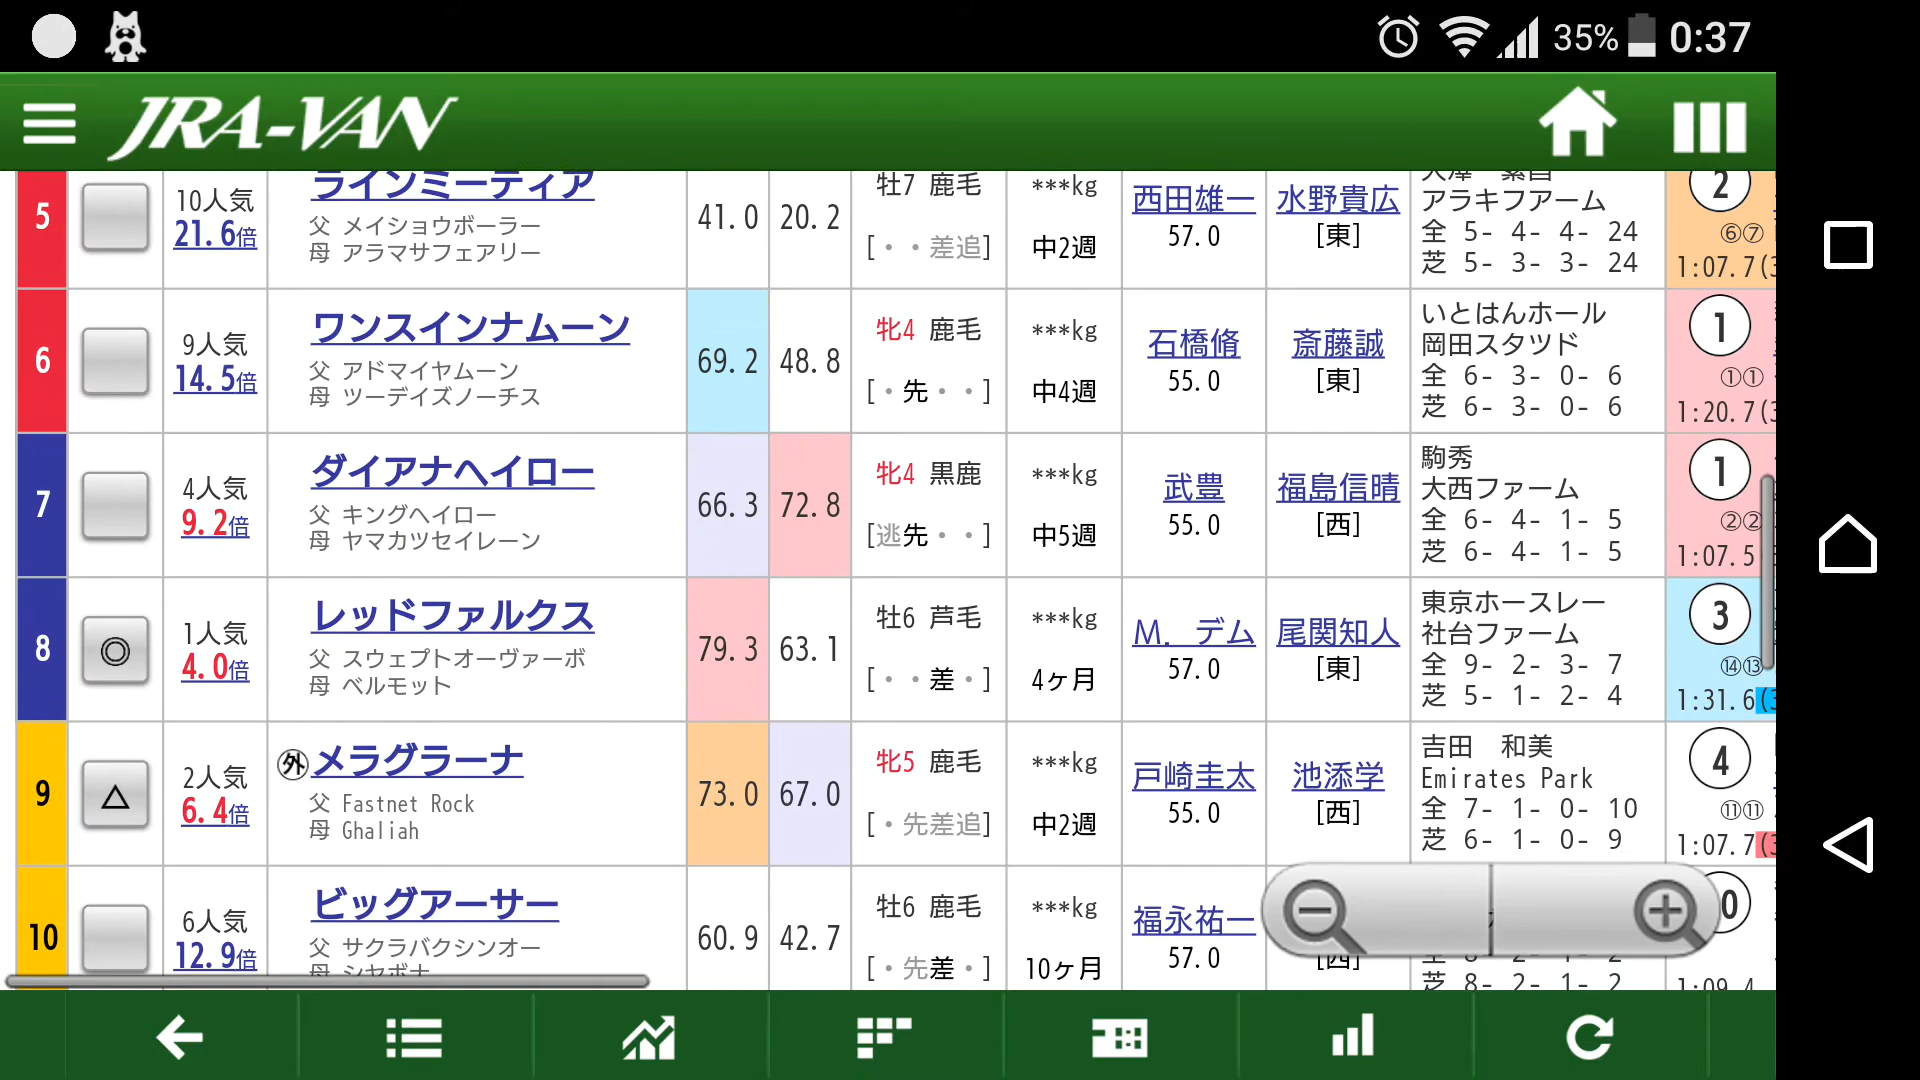 35% 0:37
JRA-VAN
5 10人気 21.6倍 ラインミーティア 父 メイショウボーラー 母 アラマサフェアリー 41.0 20.2 牡7 鹿毛 [・・差追] ***kg 中2週 西田雄一 57.0 水野貴広 [東] アラキフアーム 全 5- 4- 4- 24 芝 5- 3- 3- 24 2 ⑥⑦ 1:07.7
6 9人気 14.5倍 ワンスインナムーン 父 アドマイヤムーン 母 ツーデイズノーチス 69.2 48.8 牝4 鹿毛 [・先・・] ***kg 中4週 石橋脩 55.0 斎藤誠 [東] いとはんホール 岡田スタツド 全 6- 3- 0- 6 芝 6- 3- 0- 6 1 ①① 1:20.7
7 4人気 9.2倍 ダイアナヘイロー 父 キングヘイロー 母 ヤマカツセイレーン 66.3 72.8 牝4 黒鹿 [逃先・・] ***kg 中5週 武豊 55.0 福島信晴 [西] 駒秀 大西ファーム 全 6- 4- 1- 5 芝 6- 4- 1- 5 1 ②② 1:07.5
8 ◎ 1人気 4.0倍 レッドファルクス 父 スウェプトオーヴァーボ 母 ベルモット 79.3 63.1 牡6 芦毛 [・・差・] ***kg 4ヶ月 M.デム 57.0 尾関知人 [東] 東京ホースレー 社台ファーム 全 9- 2- 3- 7 芝 5- 1- 2- 4 3 ⑭⑬ 1:31.6
9 △ 2人気 6.4倍 外 メラグラーナ 父 Fastnet Rock 母 Ghaliah 73.0 67.0 牝5 鹿毛 [・先差追] ***kg 中2週 戸崎圭太 55.0 池添学 [西] 吉田 和美 Emirates Park 全 7- 1- 0- 10 芝 6- 1- 0- 9 4 ⑪⑪ 1:07.7
10 6人気 12.9倍 ビッグアーサー 父 サクラバクシンオー 母 シヤボナ 60.9 42.7 牡6 鹿毛 [・先差・] ***kg 10ヶ月 福永祐一 57.0 [西] 芝 8- 2- 1- 2 1:09.4